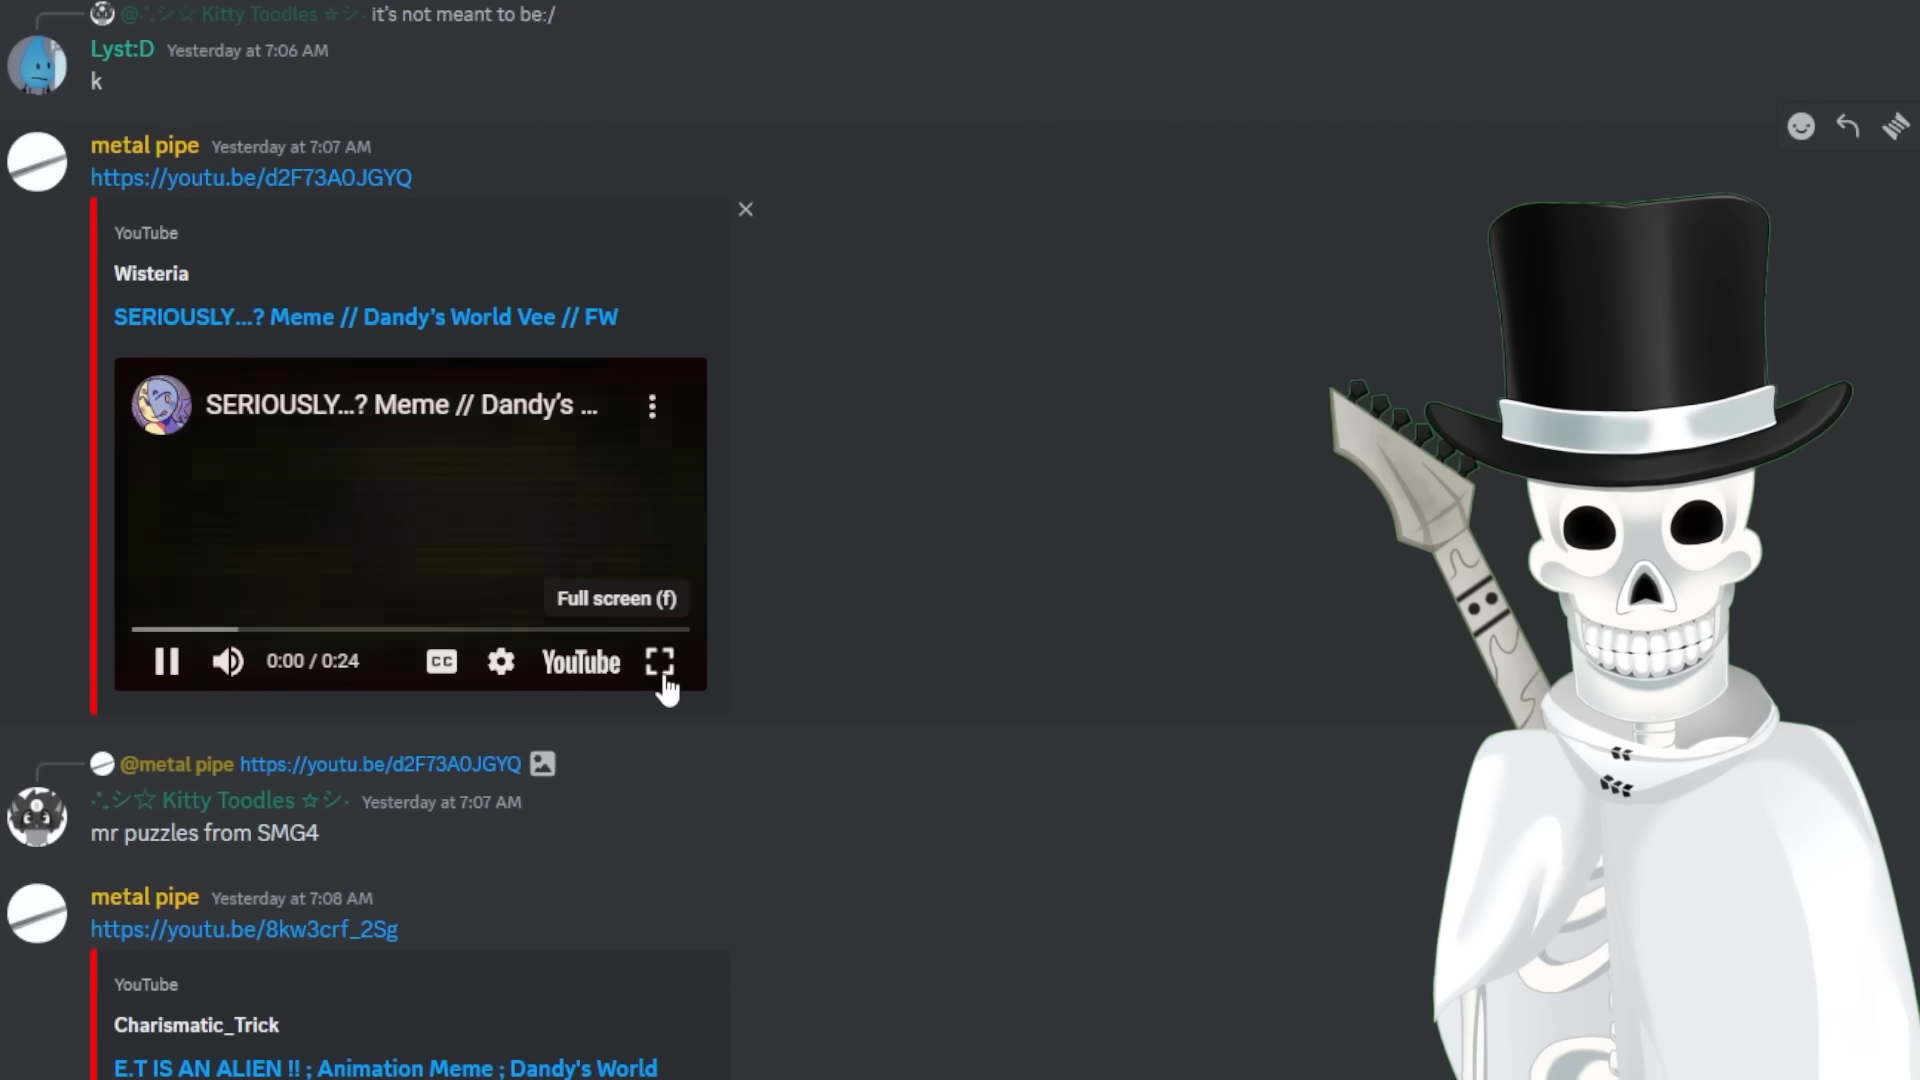 @·*.シ☆ Kitty Toodles ☆シ· it's not meant to be:/
Lyst:D Yesterday at 7:06 AM
k
metal pipe Yesterday at 7:07 AM
https://youtu.be/d2F73A0JGYQ
YouTube
Wisteria
SERIOUSLY...? Meme // Dandy's World Vee // FW
SERIOUSLY...? Meme // Dandy's ...
Full screen (f)
0:00 / 0:24 CC YouTube
@metal pipe https://youtu.be/d2F73A0JGYQ
·*.シ☆ Kitty Toodles ☆シ· Yesterday at 7:07 AM
mr puzzles from SMG4
metal pipe Yesterday at 7:08 AM
https://youtu.be/8kw3crf_2Sg
YouTube
Charismatic_Trick
E.T IS AN ALIEN !! ; Animation Meme ; Dandy's World